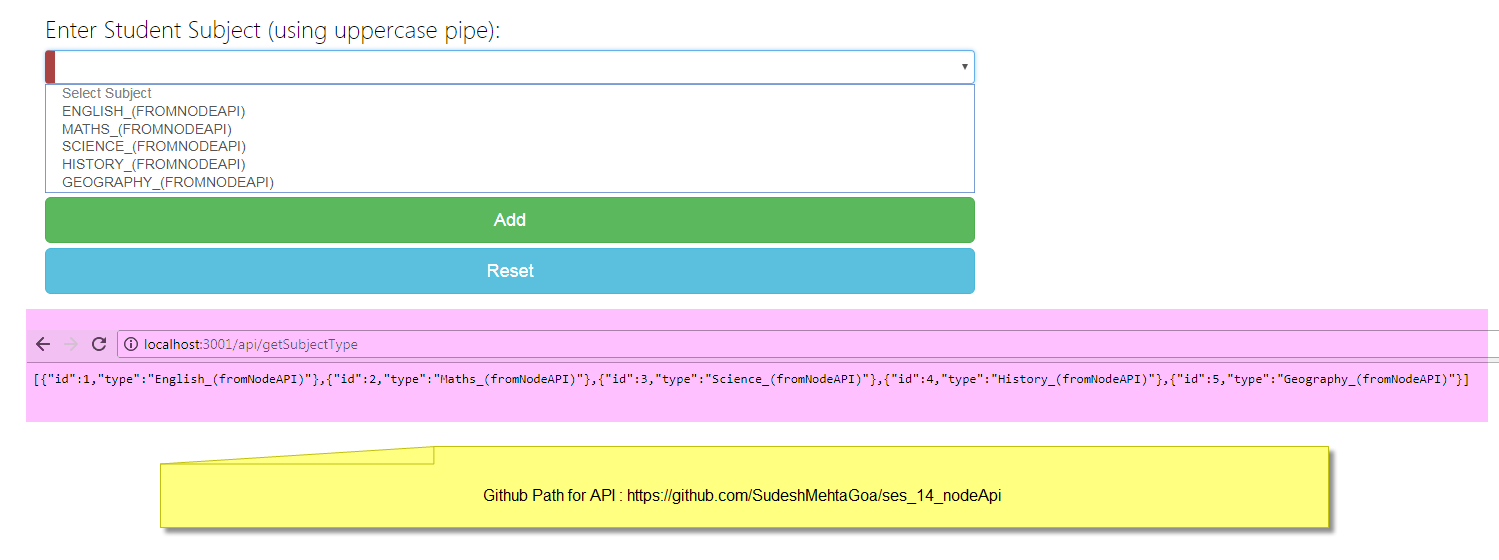 Enter Student Subject (using uppercase pipe):
Select Subject
ENGLISH_(FROMNODEAPI)
MATHS_(FROMNODEAPI)
SCIENCE_(FROMNODEAPI)
HISTORY_(FROMNODEAPI)
GEOGRAPHY_(FROMNODEAPI)
Add
Reset
localhost:3001/api/getSubjectType
[{"id":1,"type":"English_(fromNodeAPI)"},{"id":2,"type":"Maths_(fromNodeAPI)"},{"id":3,"type":"Science_(fromNodeAPI)"},{"id":4,"type":"History_(fromNodeAPI)"},{"id":5,"type":"Geography_(fromNodeAPI)"}]
Github Path for API : https://github.com/SudeshMehtaGoa/ses_14_nodeApi